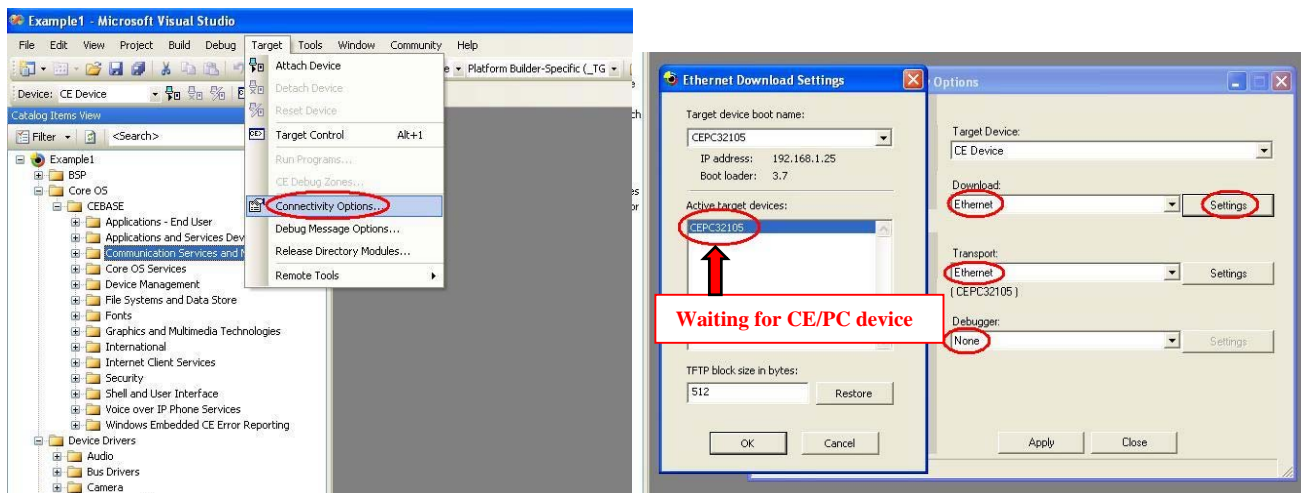 Example1 - Microsoft Visual Studio
File Edit View Project Build Debug Target Tools Window Community Help
e Platform Builder-Specific (_TG
Device: CE Device
Catalog Items View
Filter <Search>
Example1
BSP
Core OS
CEBASE
Applications - End User
Applications and Services Dev
Communication Services and N
Core OS Services
Device Management
File Systems and Data Store
Fonts
Graphics and Multimedia Technologies
International
Internet Client Services
Security
Shell and User Interface
Voice over IP Phone Services
Windows Embedded CE Error Reporting
Device Drivers
Audio
Bus Drivers
Camera
Attach Device
Detach Device
Reset Device
Target Control Alt+1
Run Programs...
CE Debug Zones...
Connectivity Options...
Debug Message Options...
Release Directory Modules...
Remote Tools
Ethernet Download Settings
Target device boot name:
CEPC32105
IP address: 192.168.1.25
Boot loader: 3.7
Active target devices:
CEPC32105
Waiting for CE/PC device
TFTP block size in bytes:
512 Restore
OK Cancel
Options
Target Device:
CE Device
Download:
Ethernet Settings
Transport:
Ethernet Settings
( CEPC32105 )
Debugger:
None Settings
Apply Close